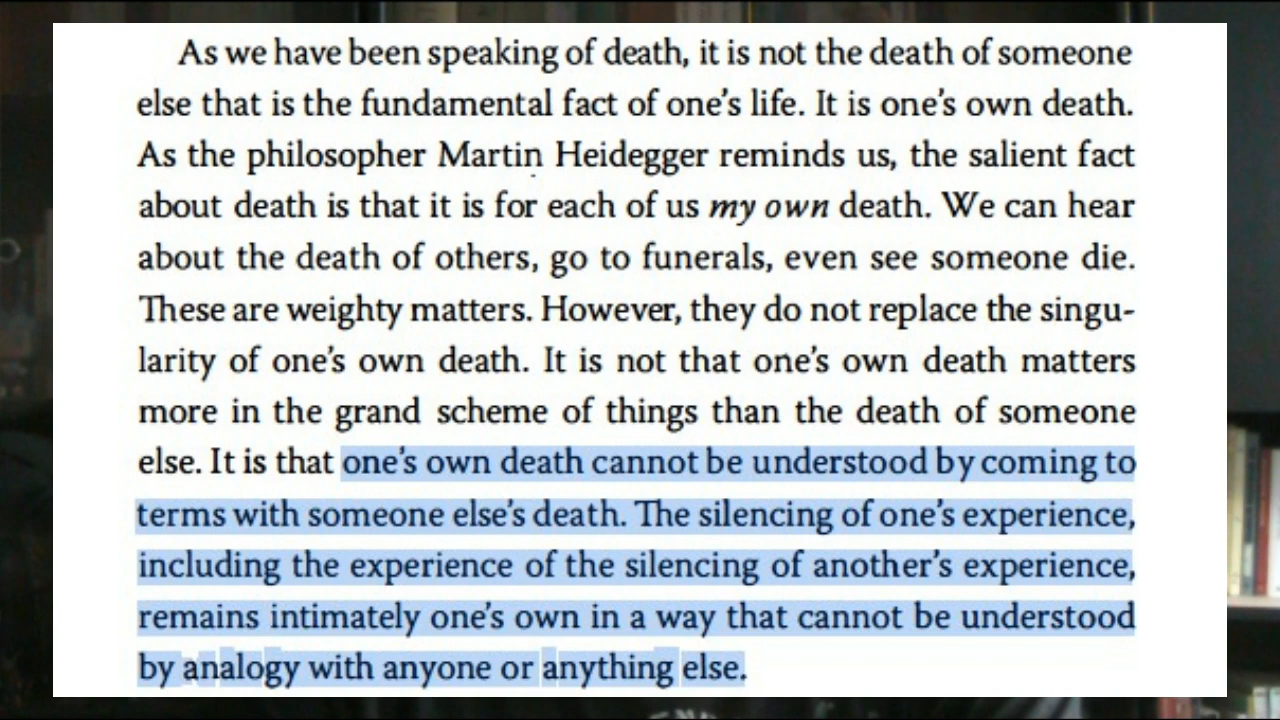 As we have been speaking of death, it is not the death of someone
else that is the fundamental fact of one's life. It is one's own death.
As the philosopher Martin Heidegger reminds us, the salient fact
about death is that it is for each of us my own death. We can hear
about the death of others, go to funerals, even see someone die.
These are weighty matters. However, they do not replace the singu-
larity of one's own death. It is not that one's own death matters
more in the grand scheme of things than the death of someone
else. It is that one's own death cannot be understood by coming to
terms with someone else's death. The silencing of one's experience,
including the experience of the silencing of another's experience,
remains intimately one's own in a way that cannot be understood
by analogy with anyone or anything else.